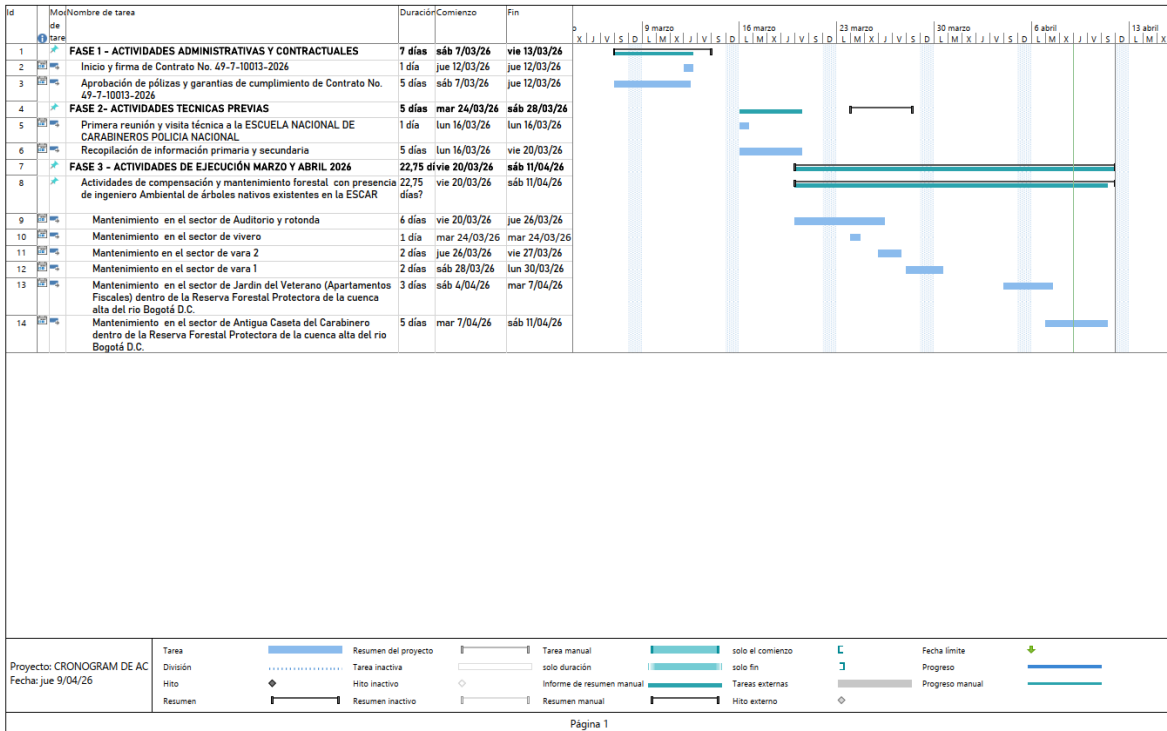 Id Moc de tare Nombre de tarea Duración Comienzo Fin
9 marzo 16 marzo 23 marzo 30 marzo 6 abril 13 abril
X J V S D L M X J V S D L M X J V S D L M X J V S D L M X J V S D L M X J V S D L M X
1 FASE 1 - ACTIVIDADES ADMINISTRATIVAS Y CONTRACTUALES 7 días sáb 7/03/26 vie 13/03/26
2 Inicio y firma de Contrato No. 49-7-10013-2026 1 día jue 12/03/26 jue 12/03/26
3 Aprobación de pólizas y garantias de cumplimiento de Contrato No. 5 días sáb 7/03/26 jue 12/03/26
49-7-10013-2026
4 FASE 2- ACTIVIDADES TECNICAS PREVIAS 5 días mar 24/03/26 sáb 28/03/26
5 Primera reunión y visita técnica a la ESCUELA NACIONAL DE 1 día lun 16/03/26 lun 16/03/26
CARABINEROS POLICIA NACIONAL
6 Recopilación de información primaria y secundaria 5 días lun 16/03/26 vie 20/03/26
7 FASE 3 - ACTIVIDADES DE EJECUCIÓN MARZO Y ABRIL 2026 22,75 dí vie 20/03/26 sáb 11/04/26
8 Actividades de compensación y mantenimiento forestal con presencia 22,75 vie 20/03/26 sáb 11/04/26
de ingeniero Ambiental de árboles nativos existentes en la ESCAR días?
9 Mantenimiento en el sector de Auditorio y rotonda 6 días vie 20/03/26 jue 26/03/26
10 Mantenimiento en el sector de vivero 1 día mar 24/03/26 mar 24/03/26
11 Mantenimiento en el sector de vara 2 2 días jue 26/03/26 vie 27/03/26
12 Mantenimiento en el sector de vara 1 2 días sáb 28/03/26 lun 30/03/26
13 Mantenimiento en el sector de Jardin del Veterano (Apartamentos 3 días sáb 4/04/26 mar 7/04/26
Fiscales) dentro de la Reserva Forestal Protectora de la cuenca
alta del rio Bogotá D.C.
14 Mantenimiento en el sector de Antigua Caseta del Carabinero 5 días mar 7/04/26 sáb 11/04/26
dentro de la Reserva Forestal Protectora de la cuenca alta del rio
Bogotá D.C.
Proyecto: CRONOGRAM DE AC
Fecha: jue 9/04/26
Tarea Resumen del proyecto Tarea manual solo el comienzo Fecha límite
División Tarea inactiva solo duración solo fin Progreso
Hito Hito inactivo Informe de resumen manual Tareas externas Progreso manual
Resumen Resumen inactivo Resumen manual Hito externo
Página 1